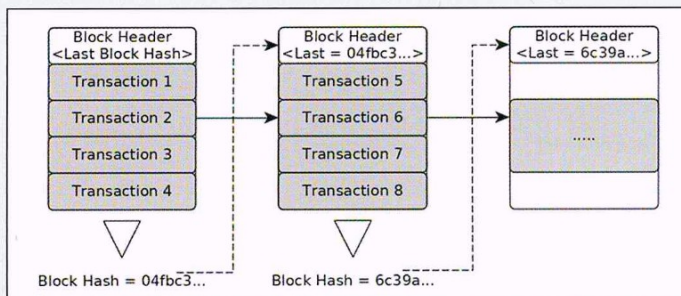 Block Header
<Last Block Hash>
Transaction 1
Transaction 2
Transaction 3
Transaction 4
Block Hash = 04fbc3...
Block Header
<Last = 04fbc3...>
Transaction 5
Transaction 6
Transaction 7
Transaction 8
Block Hash = 6c39a...
Block Header
<Last = 6c39a...>
.....